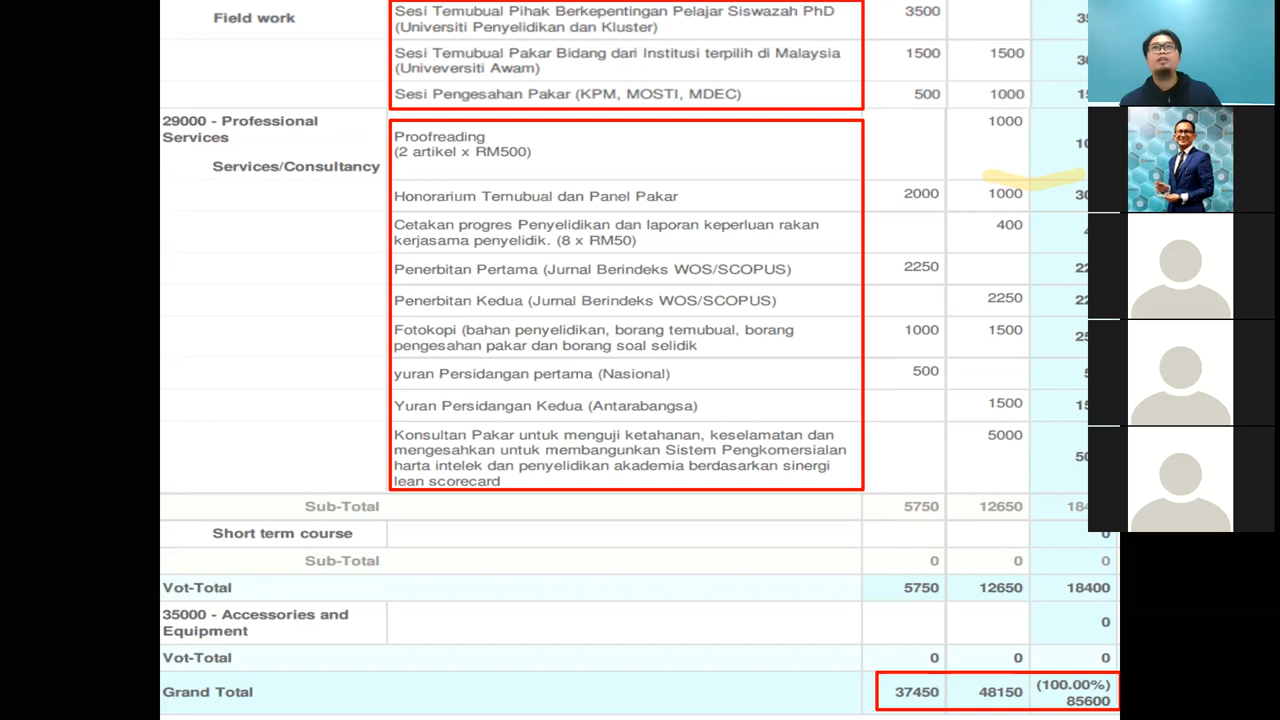 Field work
Sesi Temubual Pihak Berkepentingan Pelajar Siswazah PhD
(Universiti Penyelidikan dan Kluster)
3500
Sesi Temubual Pakar Bidang dari Institusi terpilih di Malaysia
(Univeversiti Awam)
1500 1500
Sesi Pengesahan Pakar (KPM, MOSTI, MDEC)
500 1000
29000 - Professional
Services
Services/Consultancy
Proofreading
(2 artikel x RM500)
1000
Honorarium Temubual dan Panel Pakar
2000 1000
Cetakan progres Penyelidikan dan laporan keperluan rakan
kerjasama penyelidik. (8 x RM50)
400
Penerbitan Pertama (Jurnal Berindeks WOS/SCOPUS)
2250
Penerbitan Kedua (Jurnal Berindeks WOS/SCOPUS)
2250
Fotokopi (bahan penyelidikan, borang temubual, borang
pengesahan pakar dan borang soal selidik
1000 1500
yuran Persidangan pertama (Nasional)
500
Yuran Persidangan Kedua (Antarabangsa)
1500
Konsultan Pakar untuk menguji ketahanan, keselamatan dan
mengesahkan untuk membangunkan Sistem Pengkomersialan
harta intelek dan penyelidikan akademia berdasarkan sinergi
lean scorecard
5000
Sub-Total 5750 12650
Short term course 0
Sub-Total 0 0 0
Vot-Total 5750 12650 18400
35000 - Accessories and
Equipment
0
Vot-Total 0 0 0
Grand Total 37450 48150 (100.00%)
85600